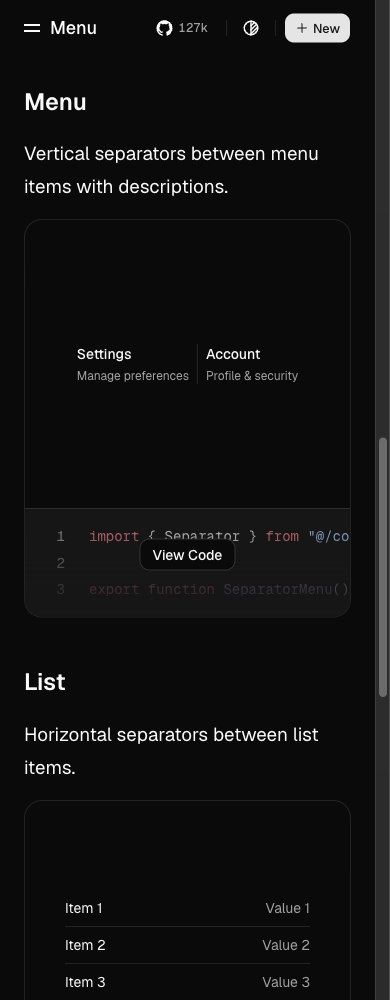 Menu 127k + New
Menu
Vertical separators between menu
items with descriptions.
Settings Account
Manage preferences Profile & security
1 import { Separator } from "@/co
View Code
2
3 export function SeparatorMenu()
List
Horizontal separators between list
items.
Item 1 Value 1
Item 2 Value 2
Item 3 Value 3